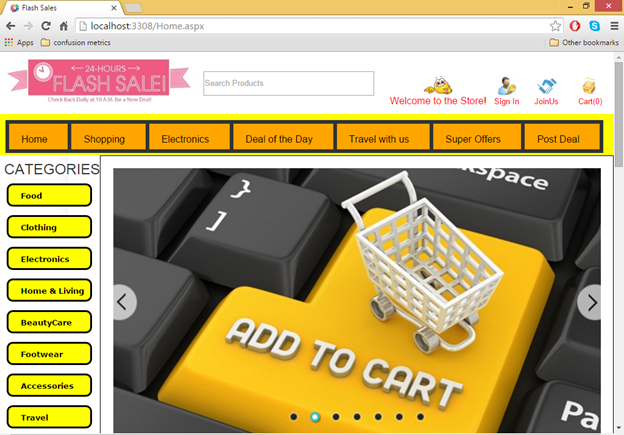 Flash Sales
localhost:3308/Home.aspx
Apps confusion metrics Other bookmarks
24-HOURS
FLASH SALE!
Check Back Daily at 10 A.M. for a New Deal!
Search Products
Welcome to the Store! Sign In JoinUs Cart(0)
Home Shopping Electronics Deal of the Day Travel with us Super Offers Post Deal
CATEGORIES
Food
Clothing
Electronics
Home & Living
BeautyCare
Footwear
Accessories
Travel
}
]
kspace
ADD TO CART
Pa